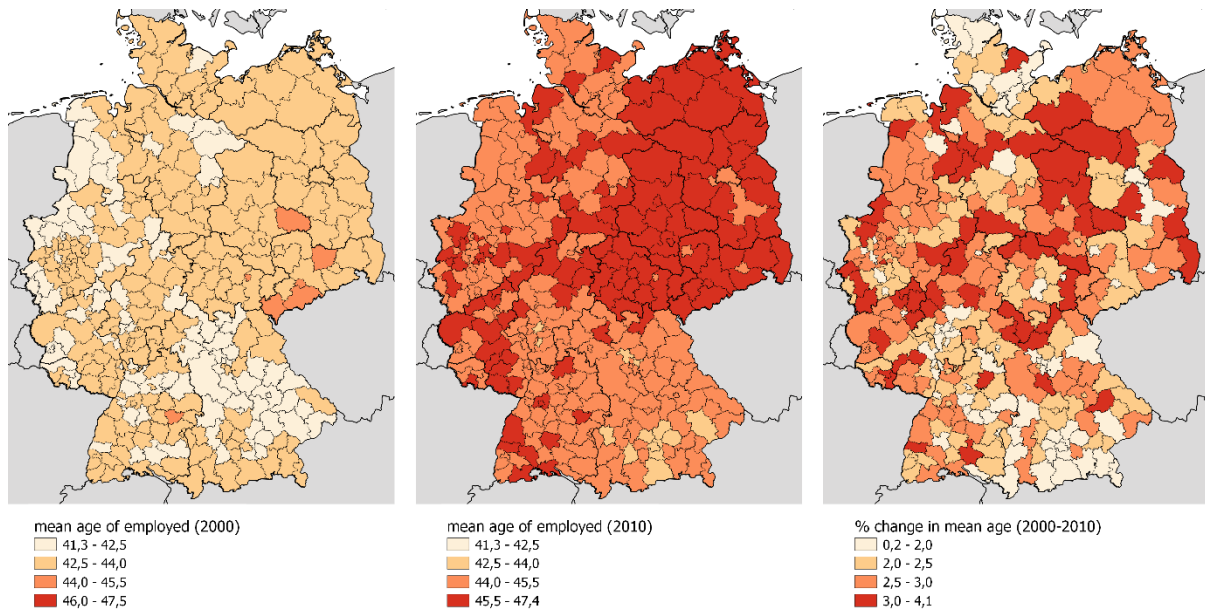 mean age of employed (2000)
41,3 - 42,5
42,5 - 44,0
44,0 - 45,5
46,0 - 47,5
mean age of employed (2010)
41,3 - 42,5
42,5 - 44,0
44,0 - 45,5
45,5 - 47,4
% change in mean age (2000-2010)
0,2 - 2,0
2,0 - 2,5
2,5 - 3,0
3,0 - 4,1